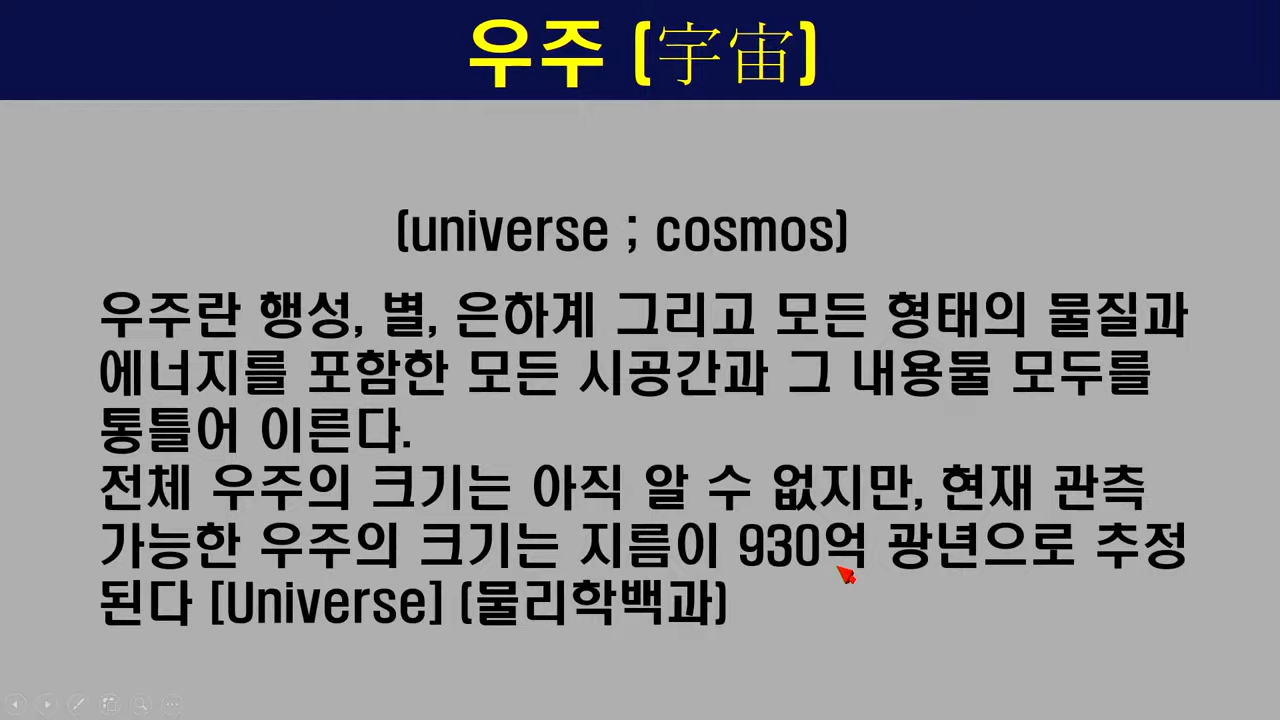 우주 (宇宙)
(universe ; cosmos)
우주란 행성, 별, 은하계 그리고 모든 형태의 물질과
에너지를 포함한 모든 시공간과 그 내용물 모두를
통틀어 이른다.
전체 우주의 크기는 아직 알 수 없지만, 현재 관측
가능한 우주의 크기는 지름이 930억 광년으로 추정
된다 [Universe] (물리학백과)